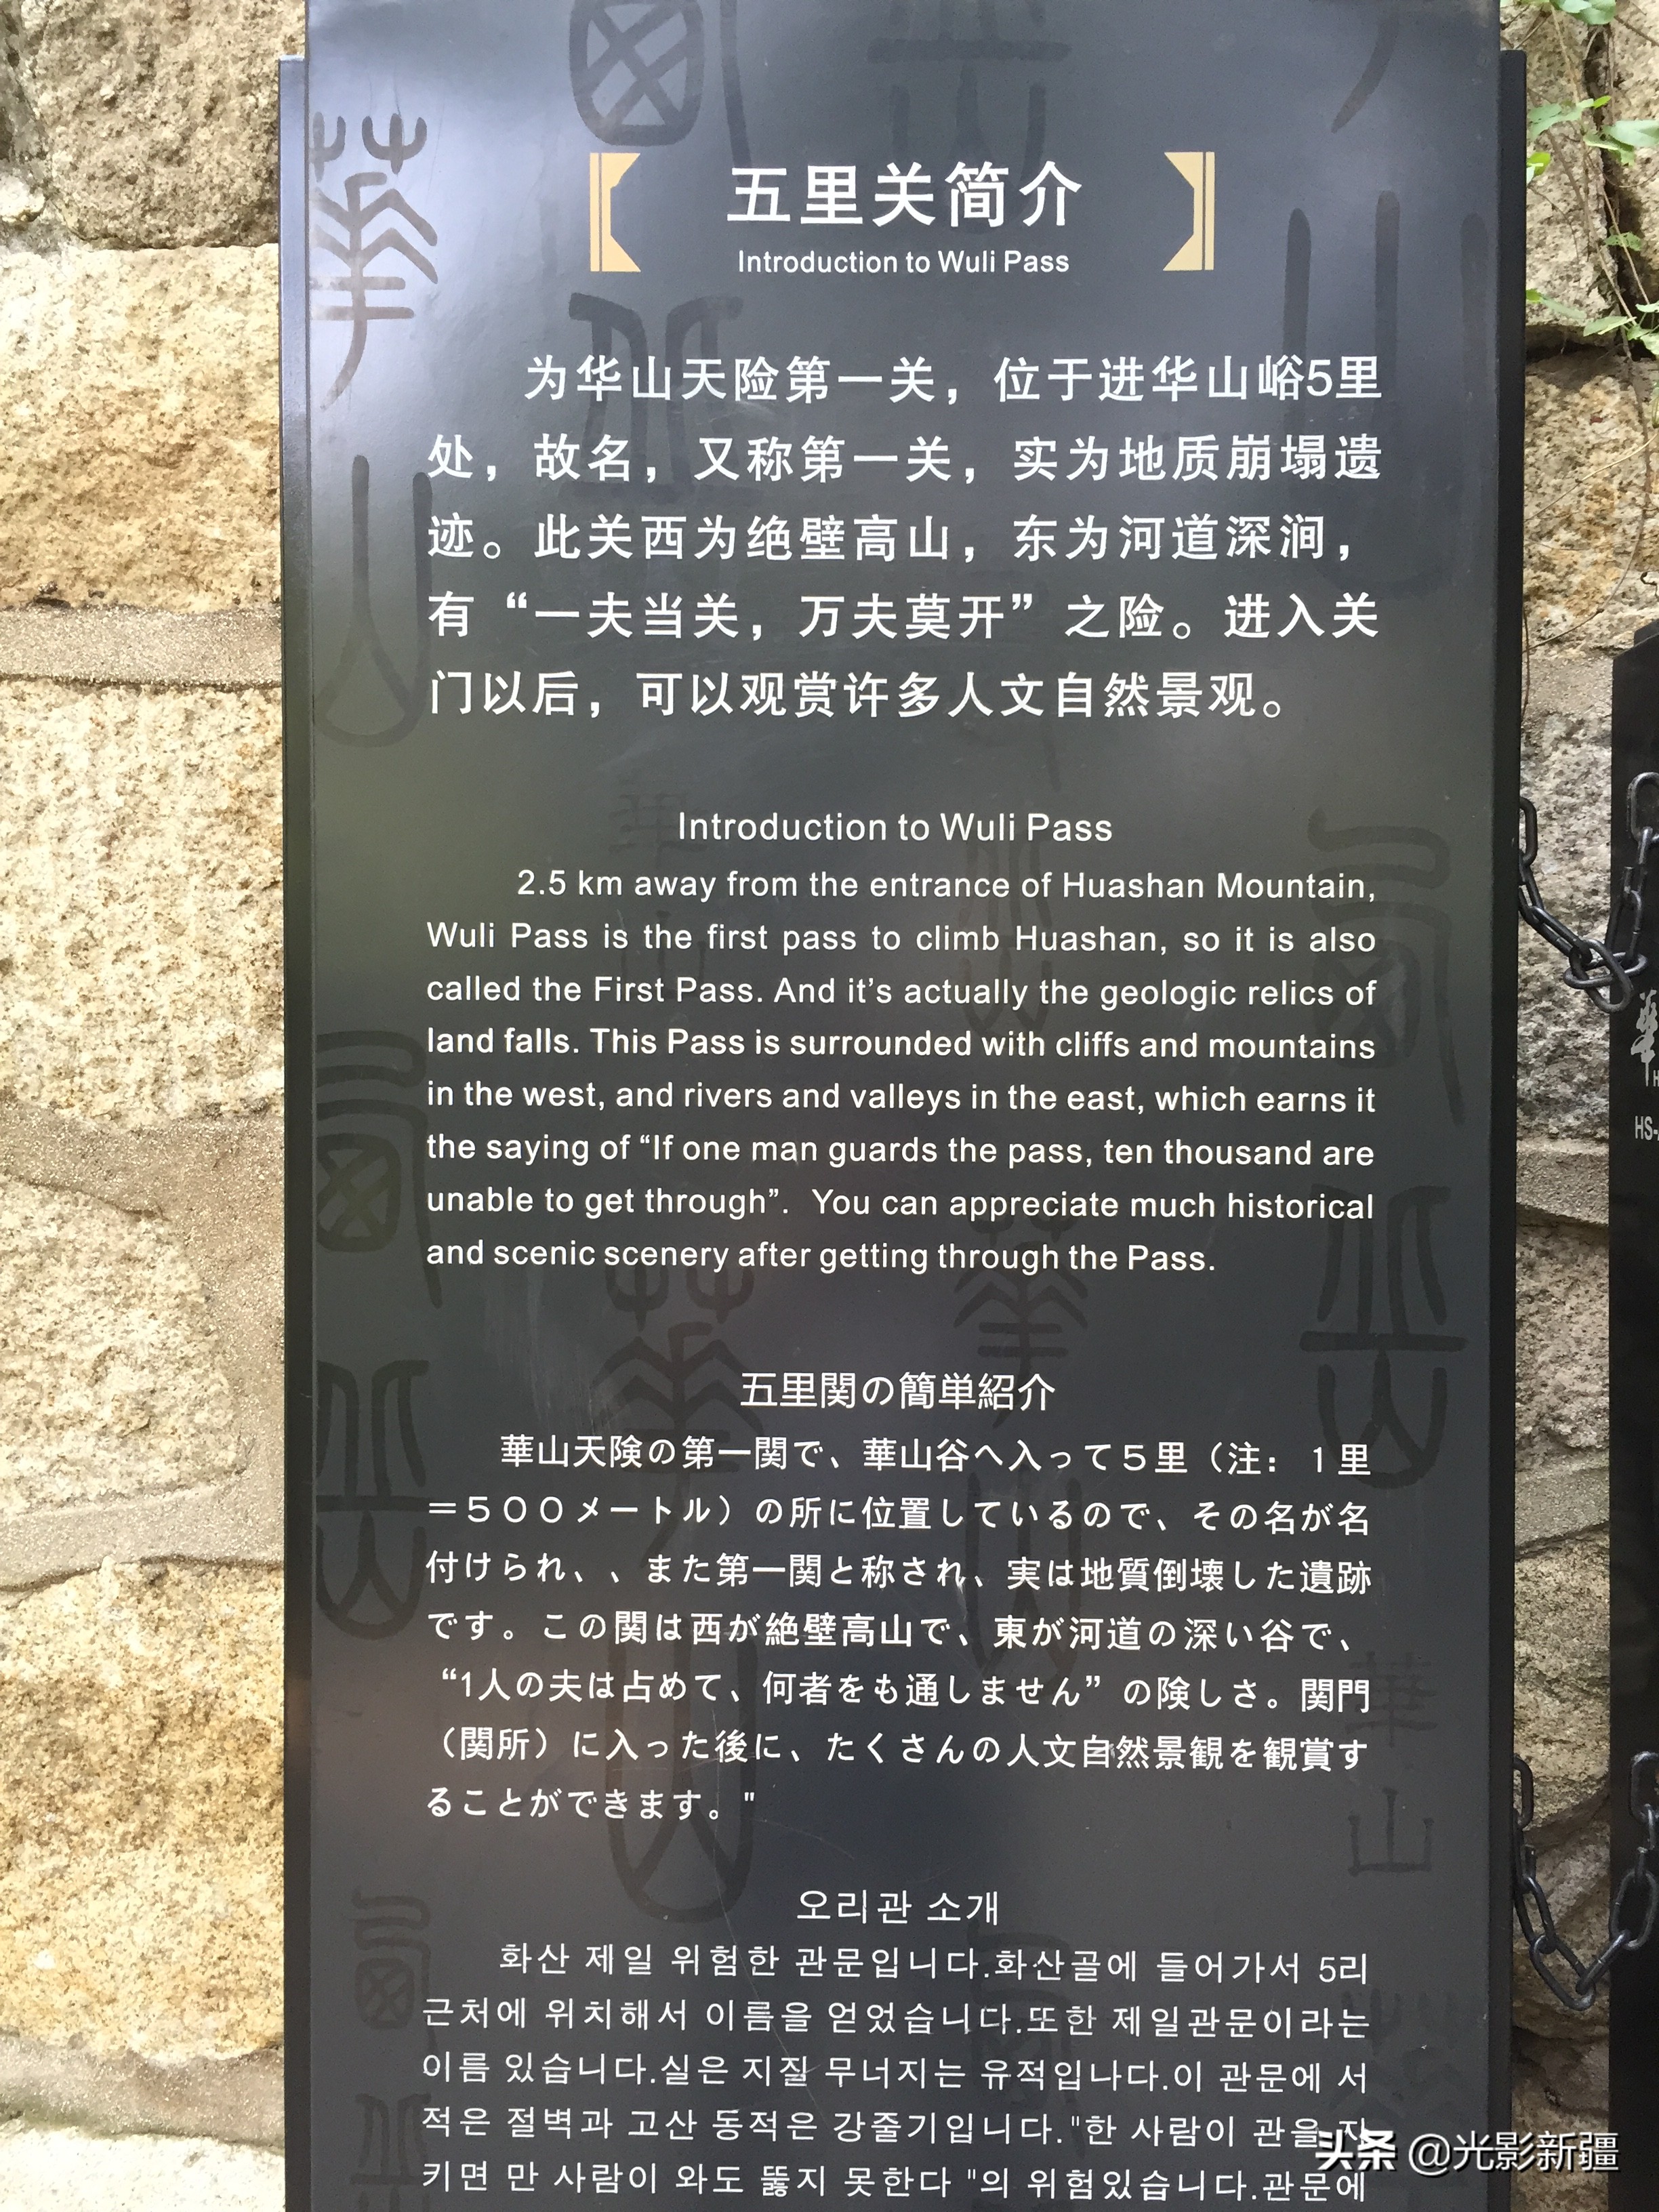 五里关简介
Introduction to Wuli Pass
为华山天险第一关，位于进华山峪5里
处，故名，又称第一关，实为地质崩塌遗
迹。此关西为绝壁高山，东为河道深涧，
有“一夫当关，万夫莫开”之险。进入关
门以后，可以观赏许多人文自然景观。
Introduction to Wuli Pass
2.5 km away from the entrance of Huashan Mountain,
Wuli Pass is the first pass to climb Huashan, so it is also
called the First Pass. And it’s actually the geologic relics of
land falls. This Pass is surrounded with cliffs and mountains
in the west, and rivers and valleys in the east, which earns it
the saying of “If one man guards the pass, ten thousand are
unable to get through”. You can appreciate much historical
and scenic scenery after getting through the Pass.
五里関の簡単紹介
華山天険の第一関で、華山谷へ入って５里（注：１里
＝５００メートル）の所に位置しているので、その名が名
付けられ、、また第一関と称され、実は地質倒壊した遺跡
です。この関は西が絶壁高山で、東が河道の深い谷で、
“1人の夫は占めて、何者をも通しません”の険しさ。関門
（関所）に入った後に、たくさんの人文自然景観を観賞す
ることができます。"
오리관 소개
화산 제일 위험한 관문입니다.화산골에 들어가서 5리
근처에 위치해서 이름을 얻었습니다.또한 제일관문이라는
이름 있습니다.실은 지질 무너지는 유적입나다.이 관문에 서
적은 절벽과 고산 동적은 강줄기입니다. "한 사람이 관을 지
키면 만 사람이 와도 뚫지 못한다 "의 위험있습니다.관문에
華
山
華
山
HS-
头条 @光影新疆